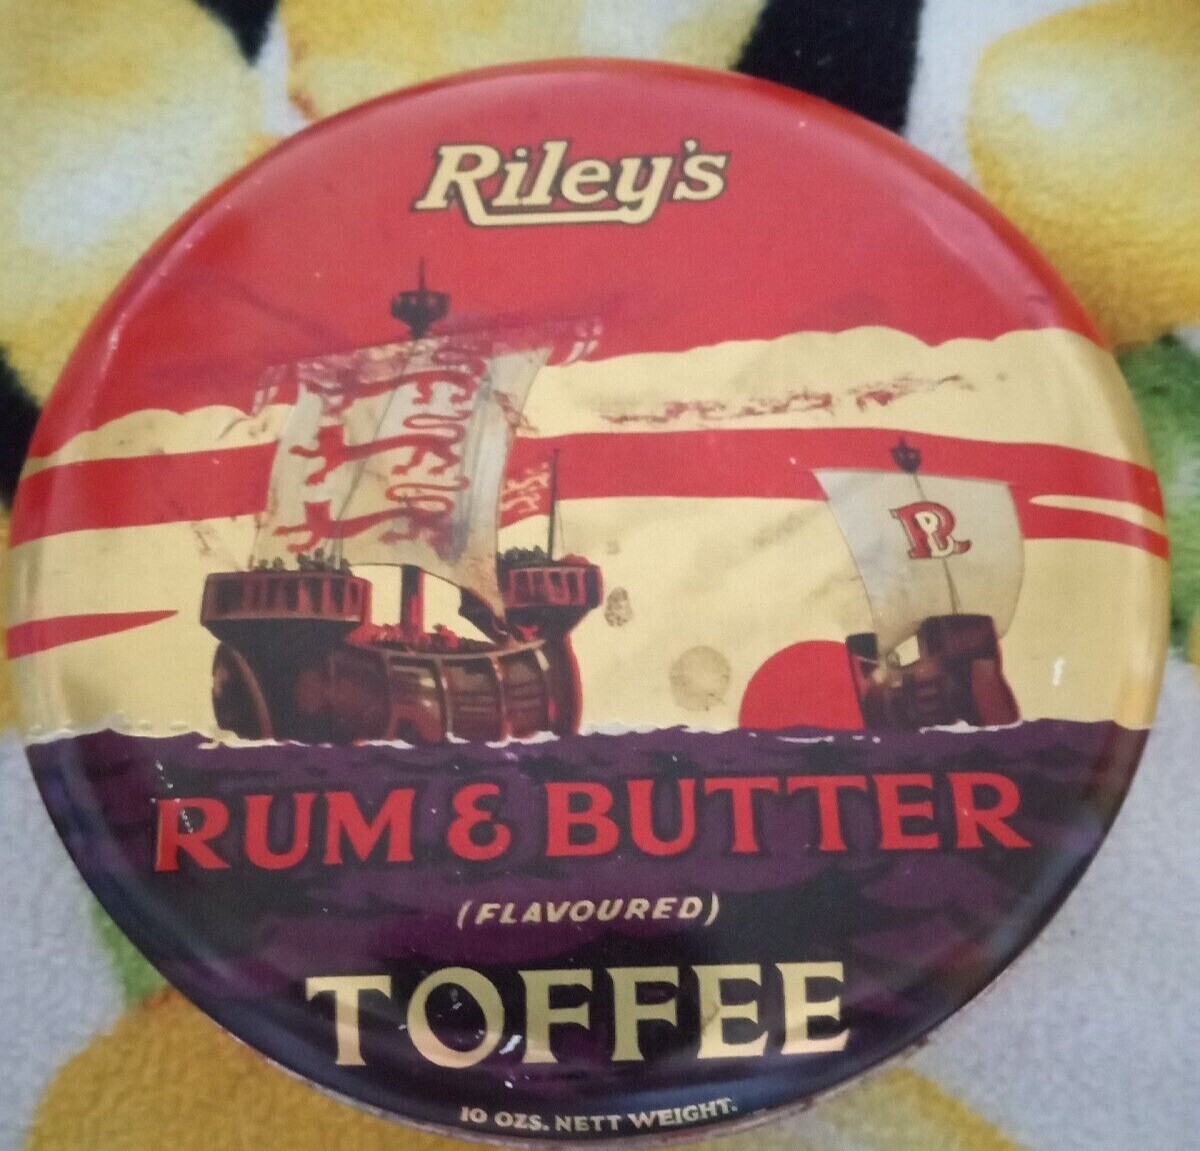 Riley's
R
RUM & BUTTER
(FLAVOURED)
TOFFEE
10 OZS. NETT WEIGHT.